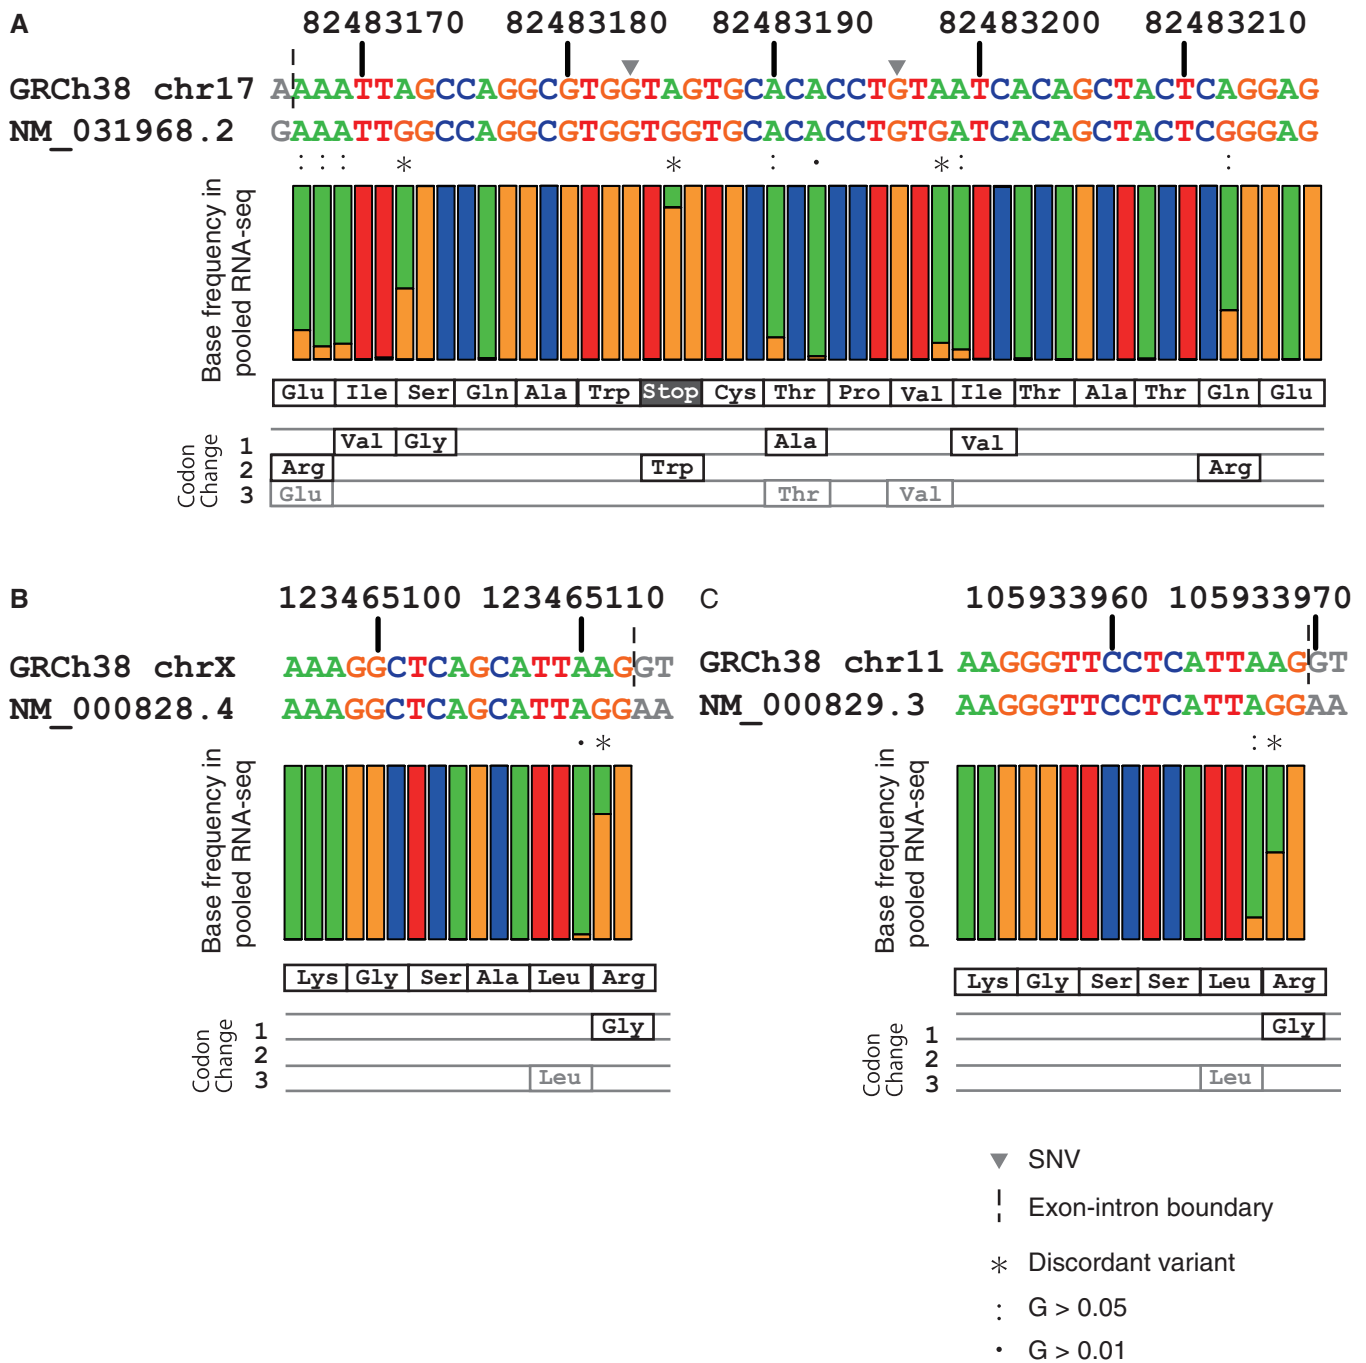 A
82483170 82483180 82483190 82483200 82483210
GRCh38 chr17 AAAATTAGCCAGGCGTGGTAGTGCACACCTGTAATCACAGCTACTCAGGAG
NM_031968.2 GAAATTGGCCAGGCGTGGTGGTGCACACCTGTGATCACAGCTACTCGGGAG
: : : * * : · * : :
Base frequency in
pooled RNA-seq
Glu Ile Ser Gln Ala Trp Stop Cys Thr Pro Val Ile Thr Ala Thr Gln Glu
Codon
Change
1 Val Gly Ala Val
2 Arg Trp Arg
3 Glu Thr Val
B
123465100 123465110
GRCh38 chrX AAAGGCTCAGCATTAAGGT
NM_000828.4 AAAGGCTCAGCATTAGGAA
· *
Base frequency in
pooled RNA-seq
Lys Gly Ser Ala Leu Arg
Codon
Change
1 Gly
2
3 Leu
C
105933960 105933970
GRCh38 chr11 AAGGGTTCCTCATTAAGGT
NM_000829.3 AAGGGTTCCTCATTAGGAA
: *
Base frequency in
pooled RNA-seq
Lys Gly Ser Ser Leu Arg
Codon
Change
1 Gly
2
3 Leu
SNV
Exon-intron boundary
* Discordant variant
: G > 0.05
· G > 0.01